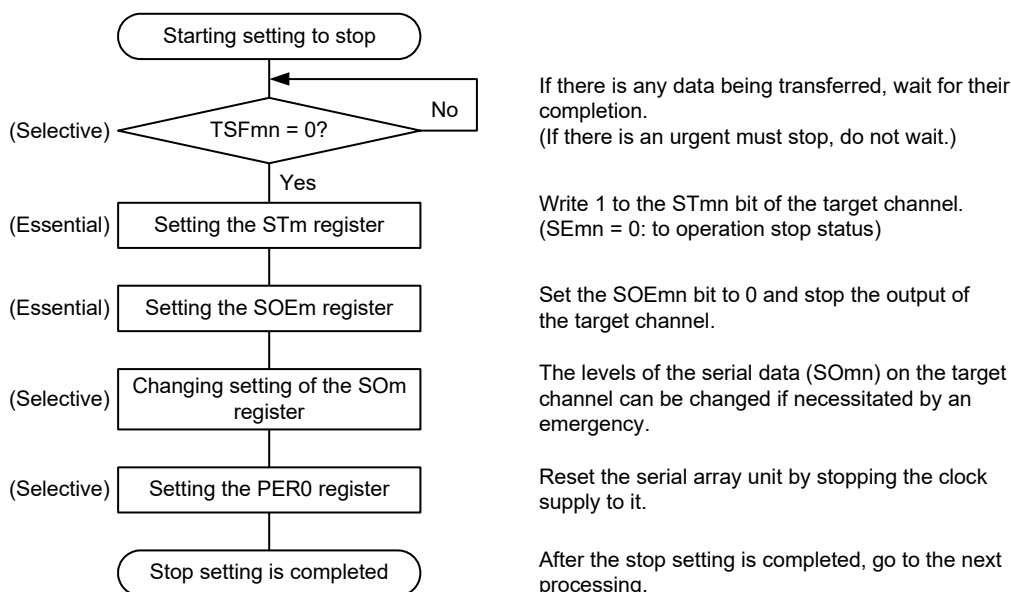 Starting setting to stop
No
If there is any data being transferred, wait for their
completion.
(If there is an urgent must stop, do not wait.)
(Selective)
TSFmn = 0?
Yes
(Essential)
Setting the STm register
Write 1 to the STmn bit of the target channel.
(SEmn = 0: to operation stop status)
(Essential)
Setting the SOEm register
Set the SOEmn bit to 0 and stop the output of
the target channel.
(Selective)
Changing setting of the SOm
register
The levels of the serial data (SOmn) on the target
channel can be changed if necessitated by an
emergency.
(Selective)
Setting the PER0 register
Reset the serial array unit by stopping the clock
supply to it.
Stop setting is completed
After the stop setting is completed, go to the next
processing.